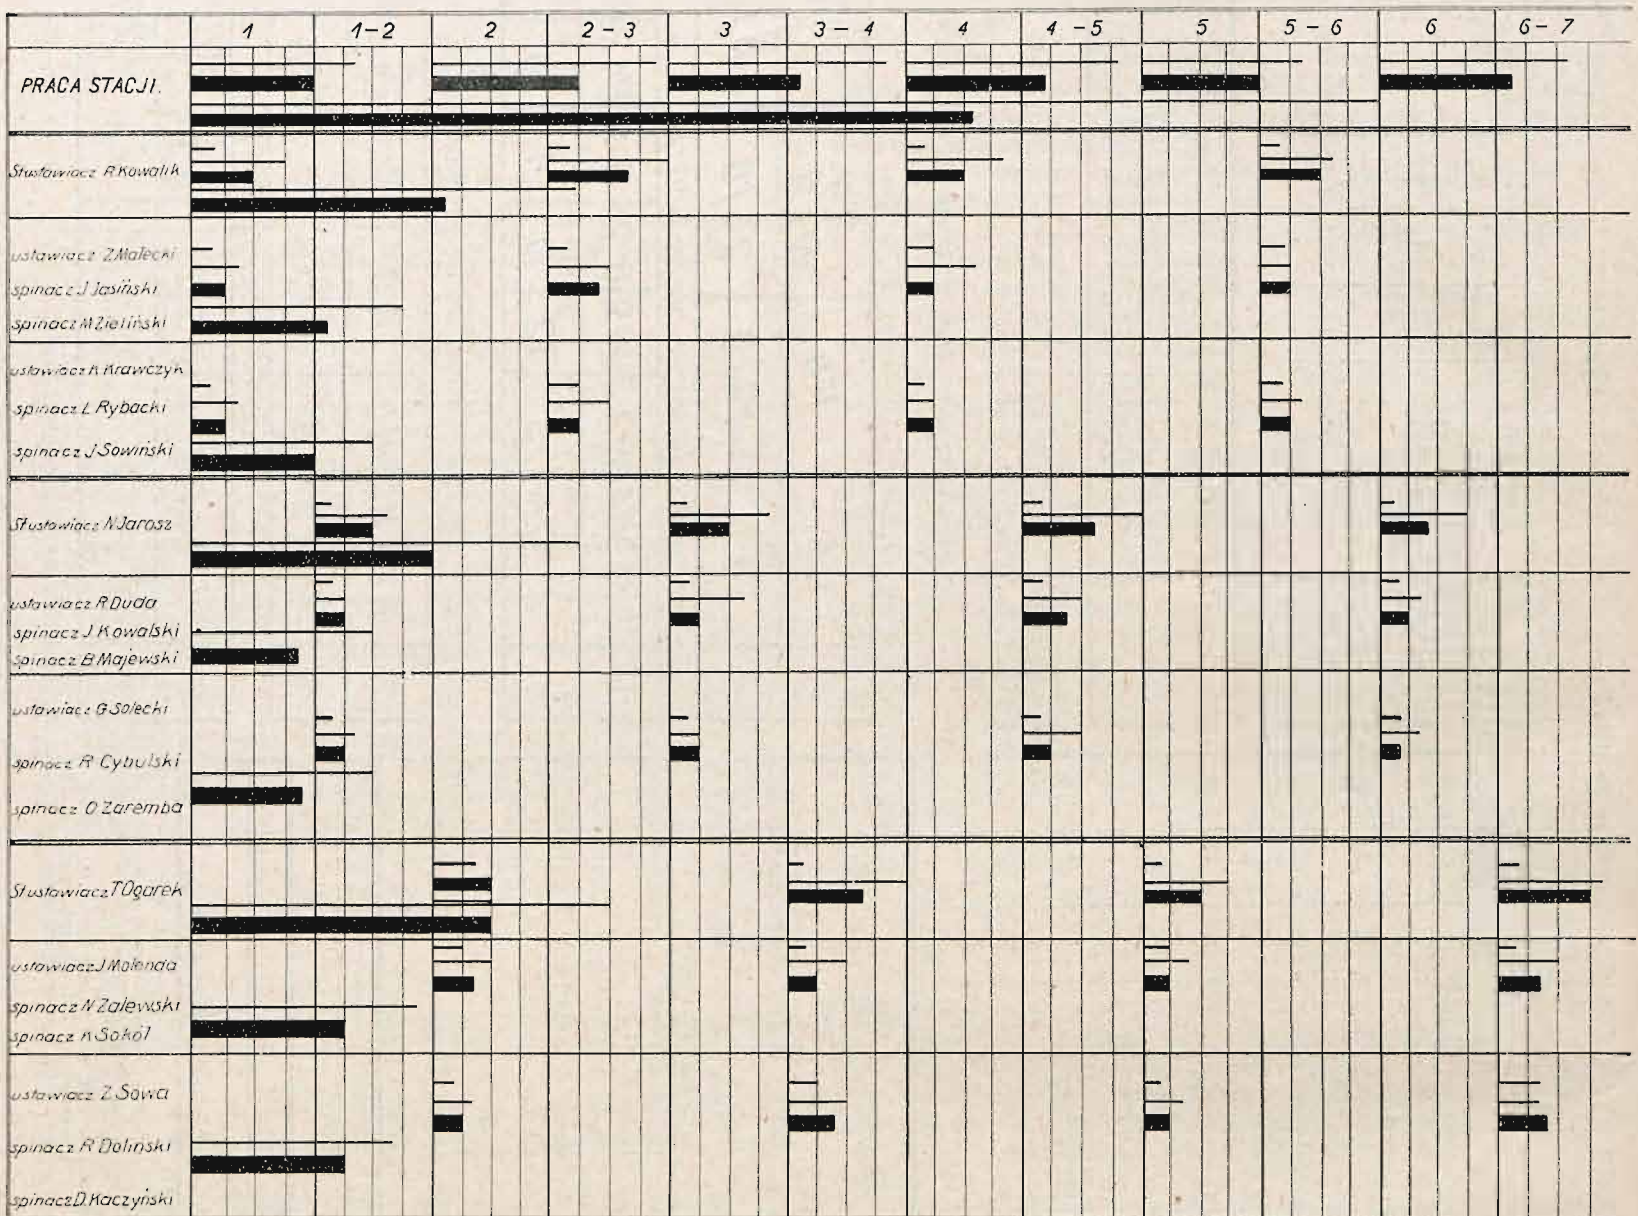 1 1-2 2 2-3 3 3-4 4 4-5 5 5-6 6 6-7
PRACA STACJI.
St ustawiacz R Kowalik
ustawiacz Z Małecki
spinacz J Jasiński
spinacz M Zieliński
ustawiacz K Krawczyk
spinacz L Rybacki
spinacz J Sowiński
St ustawiacz N Jarosz
ustawiacz R Duda
spinacz J Kowalski
spinacz B Majewski
ustawiacz G Solecki
spinacz R Cybulski
spinacz O Zaremba
St ustawiacz T Ogarek
ustawiacz J Molenda
spinacz N Zalewski
spinacz K Sokół
ustawiacz Z Sowa
spinacz R Doliński
spinacz D. Kaczyński